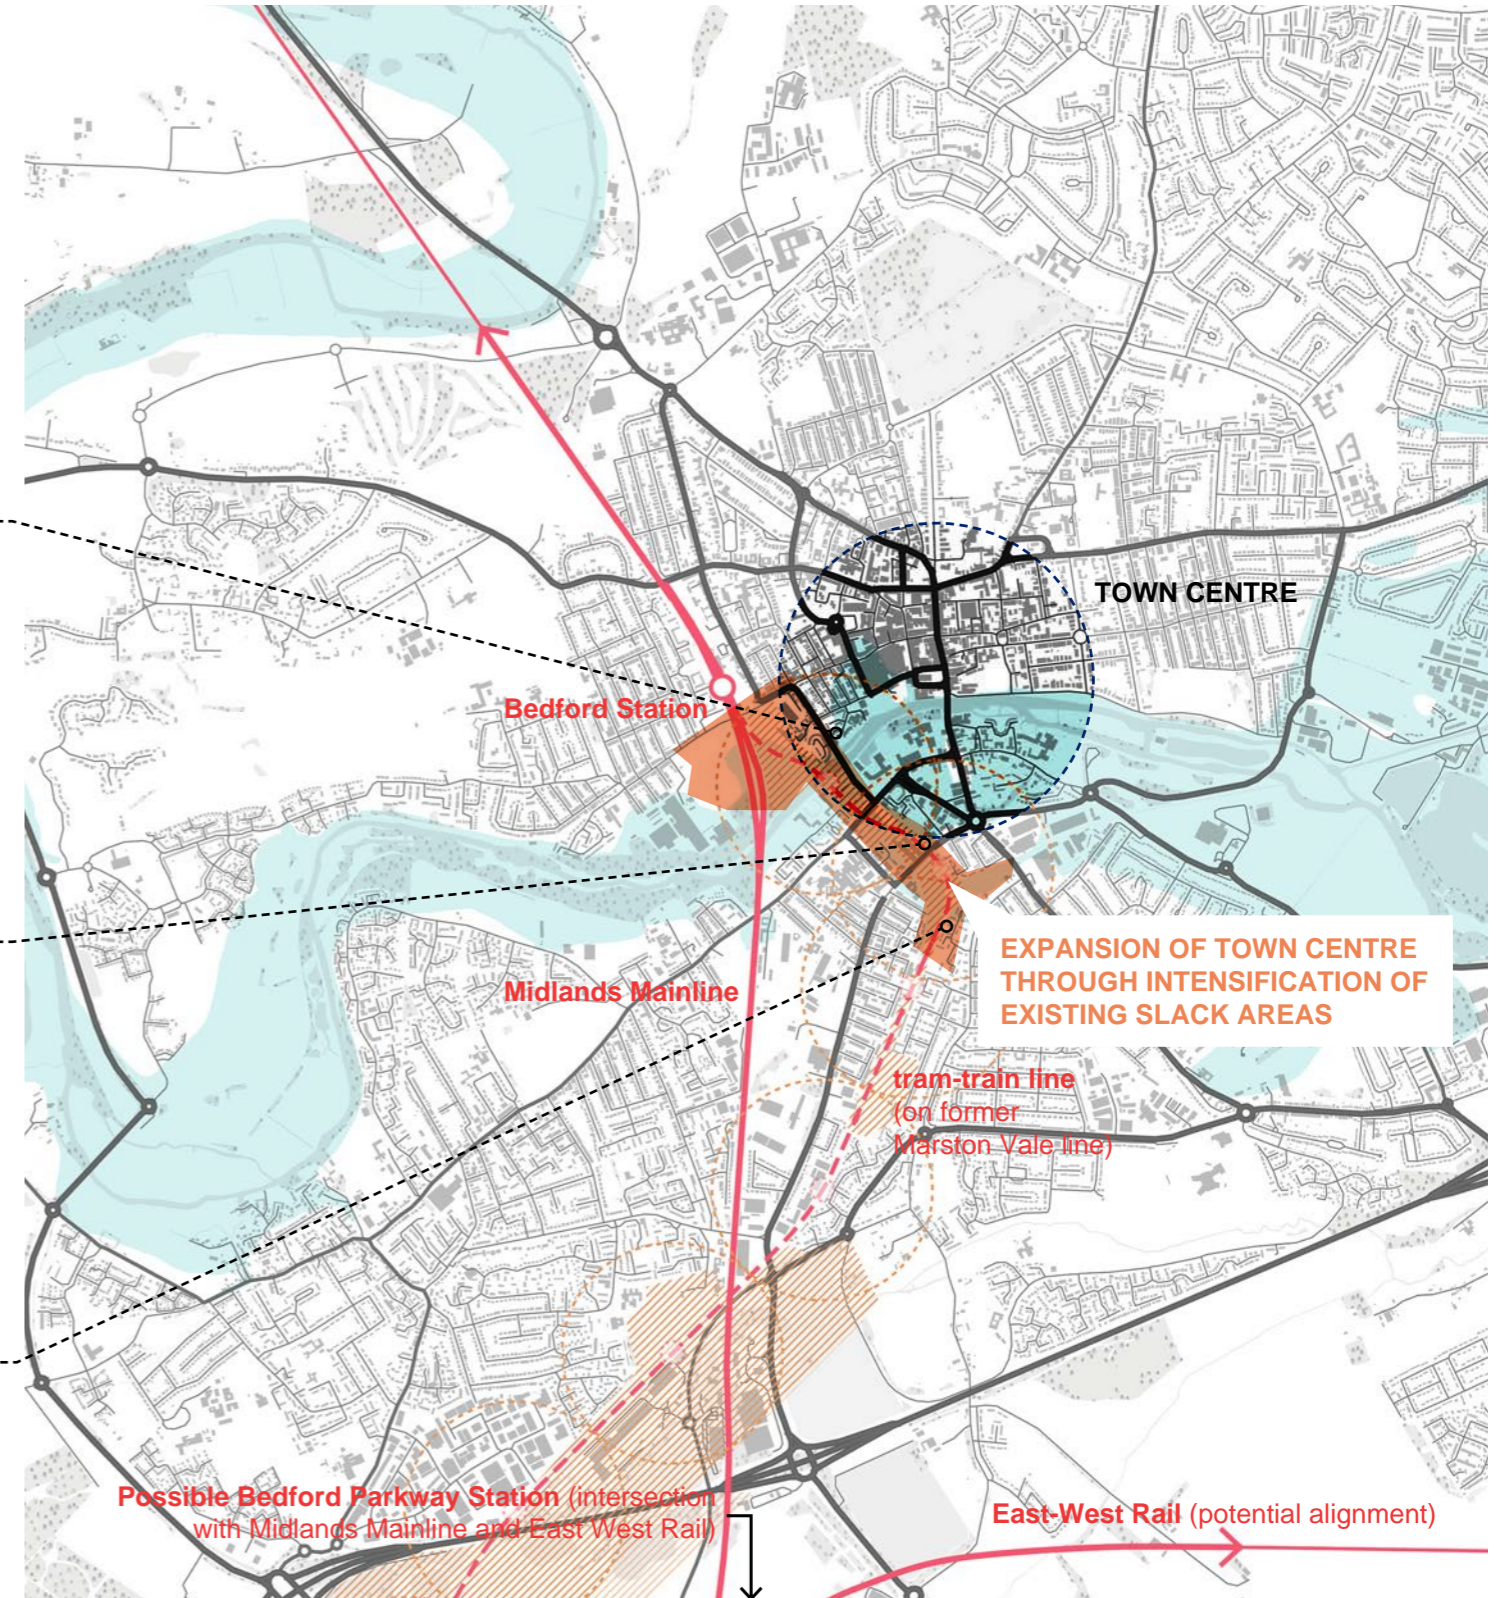 TOWN CENTRE
Bedford Station
EXPANSION OF TOWN CENTRE
THROUGH INTENSIFICATION OF
EXISTING SLACK AREAS
Midlands Mainline
tram-train line
(on former
Marston Vale line)
Possible Bedford Parkway Station (intersection
with Midlands Mainline and East West Rail)
East-West Rail (potential alignment)